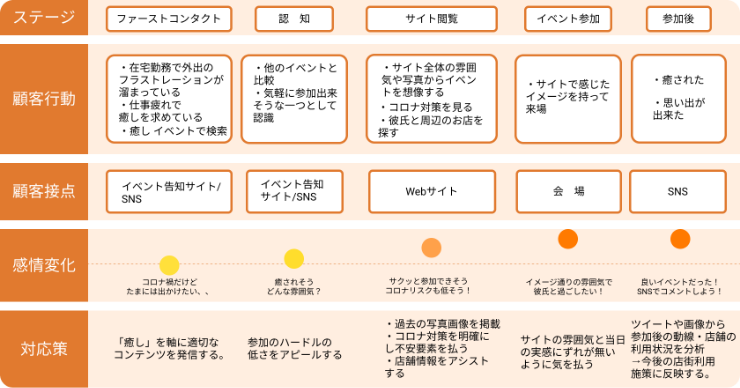 ステージ
ファーストコンタクト
認　知
サイト閲覧
イベント参加
参加後
顧客行動
・在宅勤務で外出の
フラストレーションが
溜まっている
・仕事疲れで
癒しを求めている
・癒し イベントで検索
・他のイベントと
比較
・気軽に参加出来
そうな一つとして
認識
・サイト全体の雰囲
気や写真からイベン
トを想像する
・コロナ対策を見る
・彼氏と周辺のお店を
探す
・サイトで感じた
イメージを持って
来場
・癒された
・思い出が
出来た
顧客接点
イベント告知サイト/
SNS
イベント告知
サイト/SNS
Webサイト
会　場
SNS
感情変化
コロナ禍だけど
たまには出かけたい、、
癒されそう
どんな雰囲気？
サクッと参加できそう
コロナリスクも低そう！
イメージ通りの雰囲気で
彼氏と過ごしたい！
良いイベントだった！
SNSでコメントしよう！
対応策
「癒し」を軸に適切な
コンテンツを発信する。
参加のハードルの
低さをアピールする
・過去の写真画像を掲載
・コロナ対策を明確に
し不安要素を払う
・店舗情報をアシスト
する
サイトの雰囲気と当日
の実感にずれが無い
ように気を払う
ツイートや画像から
参加後の動線・店舗の
利用状況を分析
→今後の店街利用
施策に反映する。